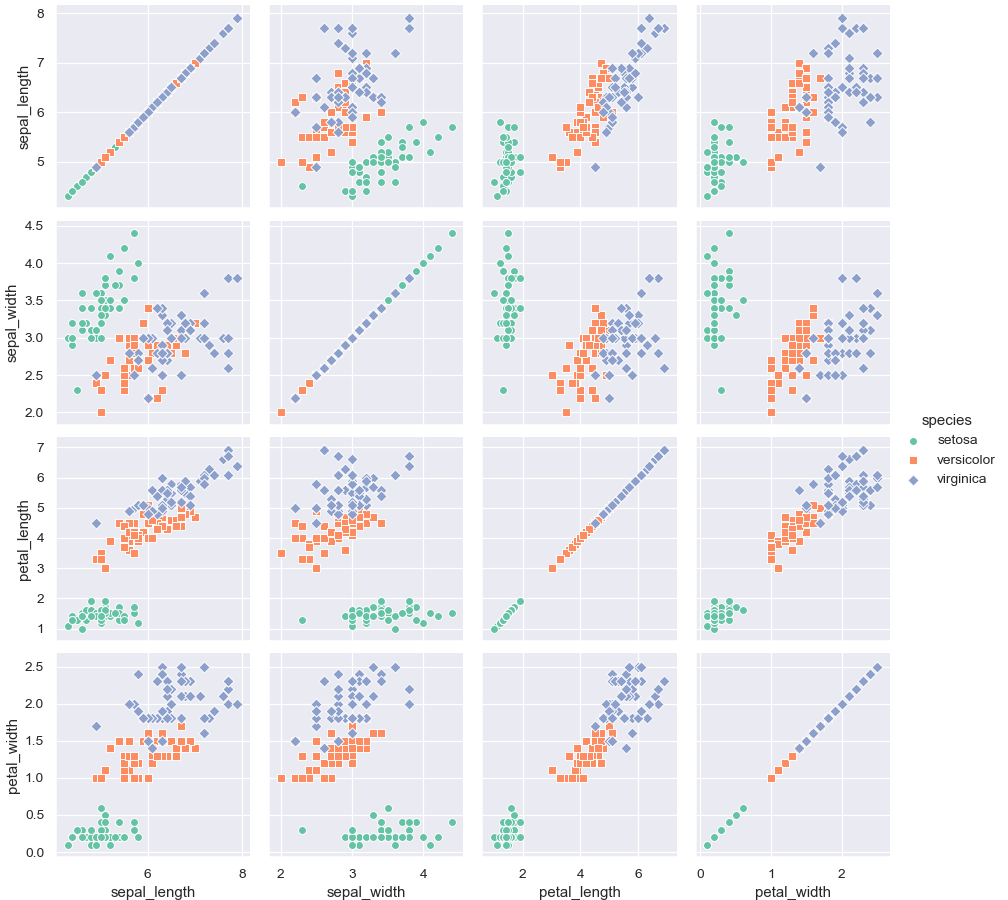 8
7
6
5
sepal_length
4.5
4.0
3.5
3.0
2.5
2.0
sepal_width
7
6
5
4
3
2
1
petal_length
2.5
2.0
1.5
1.0
0.5
0.0
petal_width
6 8
sepal_length
2 3 4
sepal_width
2 4 6
petal_length
0 1 2
petal_width
species
setosa
versicolor
virginica